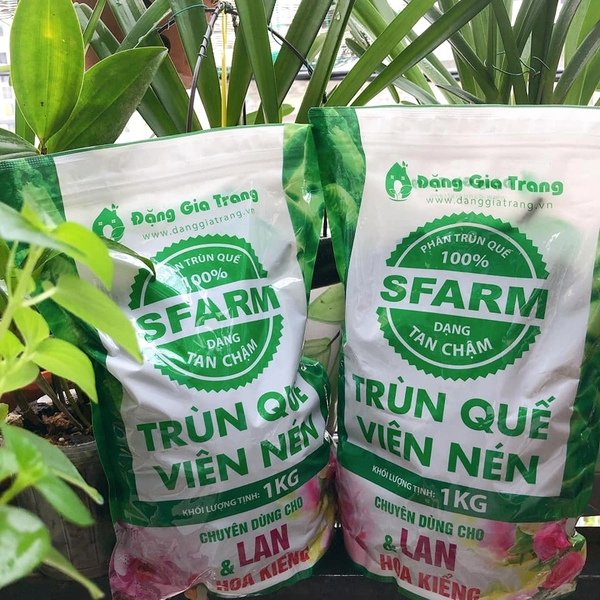 Đặng Gia Trang
www.danggiatrang.vn
PHÂN TRÙN QUẾ
100%
SFARM
DẠNG
TAN CHẬM
TRÙN QUẾ
VIÊN NÉN
KHỐI LƯỢNG TỊNH: 1KG
CHUYÊN DÙNG CHO
LAN
& HOA KIỂNG
Đặng Gia Trang
www.danggiatrang.vn
PHÂN TRÙN QUẾ
100%
SFARM
DẠNG
TAN CHẬM
TRÙN QUẾ
VIÊN NÉN
KHỐI LƯỢNG TỊNH: 1KG
CHUYÊN DÙNG CHO
LAN
& HOA KIỂNG